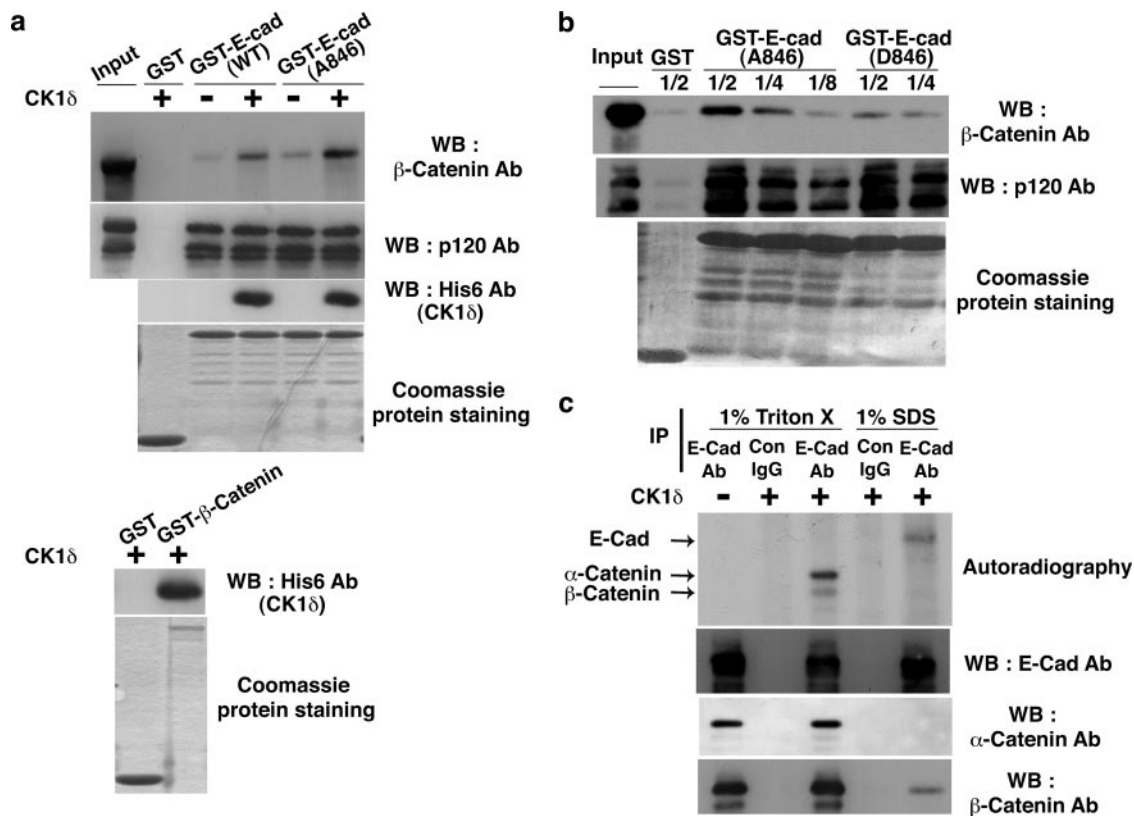 a
Input
GST
GST-E-cad
(WT)
GST-E-cad
(A846)
CK1δ + - + - +
WB :
β-Catenin Ab
WB : p120 Ab
WB : His6 Ab
(CK1δ)
Coomassie
protein staining
GST
GST-β-Catenin
CK1δ + +
WB : His6 Ab
(CK1δ)
Coomassie
protein staining
b
Input GST GST-E-cad GST-E-cad
(A846) (D846)
1/2 1/2 1/4 1/8 1/2 1/4
WB :
β-Catenin Ab
WB : p120 Ab
Coomassie
protein staining
c
IP
1% Triton X 1% SDS
E-Cad Con E-Cad Con E-Cad
Ab IgG Ab IgG Ab
CK1δ - + + + +
E-Cad
α-Catenin
β-Catenin
Autoradiography
WB : E-Cad Ab
WB :
α-Catenin Ab
WB :
β-Catenin Ab